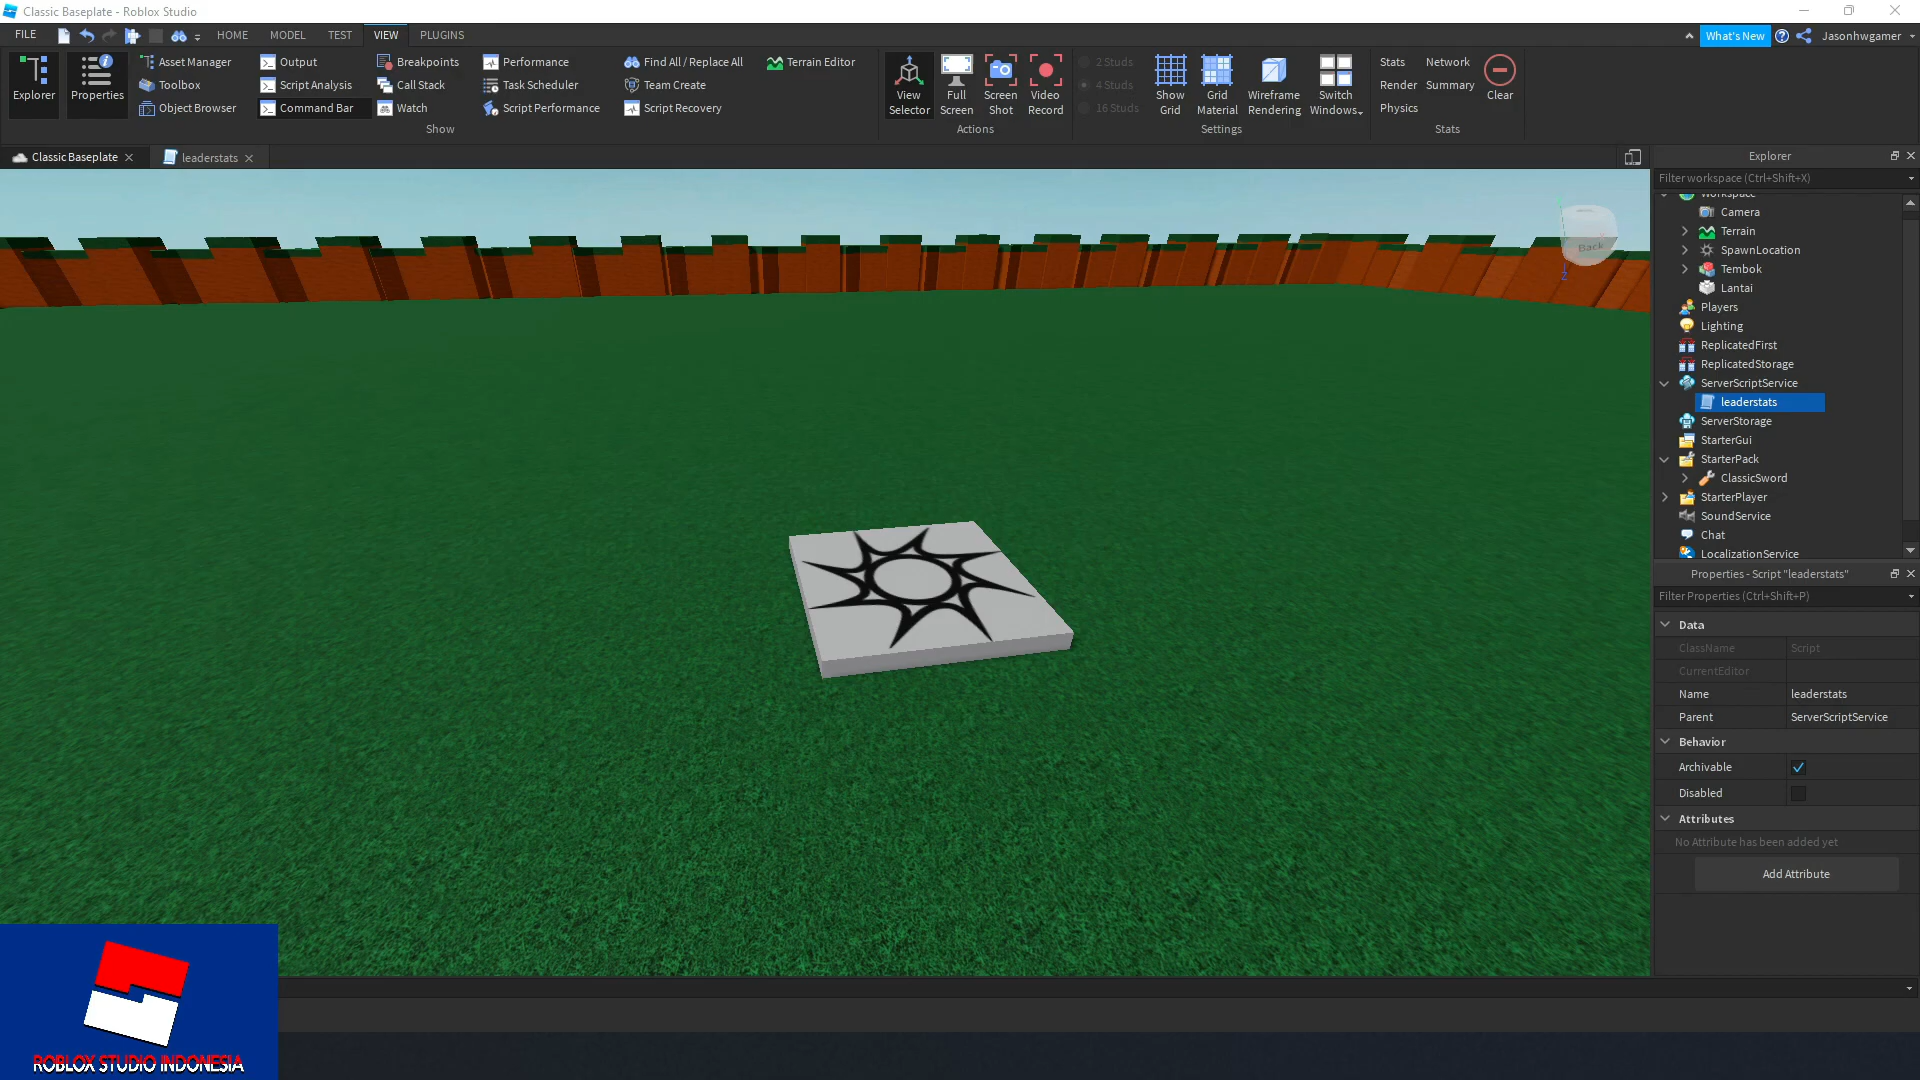 Classic Baseplate - Roblox Studio
FILE HOME MODEL TEST VIEW PLUGINS What's New Jasonhwgamer
Explorer
Properties
Asset Manager
Toolbox
Object Browser
Output
Script Analysis
Command Bar
Breakpoints
Call Stack
Watch
Performance
Task Scheduler
Script Performance
Find All / Replace All
Team Create
Script Recovery
Terrain Editor
Show
View
Selector
Full
Screen
Screen
Shot
Video
Record
Actions
2 Studs
4 Studs
16 Studs
Show
Grid
Grid
Material
Wireframe
Rendering
Switch
Windows
Settings
Stats Network
Render Summary
Physics
Clear
Stats
Classic Baseplate leaderstats
Back
Z
Explorer
Filter workspace (Ctrl+Shift+X)
Workspace
Camera
Terrain
SpawnLocation
Tembok
Lantai
Players
Lighting
ReplicatedFirst
ReplicatedStorage
ServerScriptService
leaderstats
ServerStorage
StarterGui
StarterPack
ClassicSword
StarterPlayer
SoundService
Chat
LocalizationService
Properties - Script "leaderstats"
Filter Properties (Ctrl+Shift+P)
Data
ClassName Script
CurrentEditor
Name leaderstats
Parent ServerScriptService
Behavior
Archivable
Disabled
Attributes
No Attribute has been added yet
Add Attribute
ROBLOX STUDIO INDONESIA